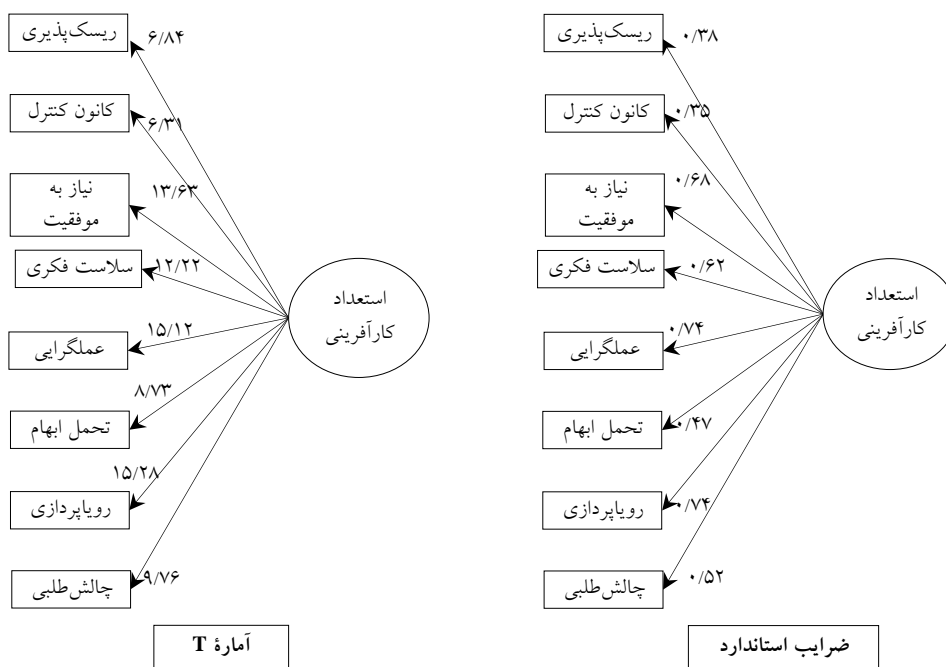 ریسک‌پذیری
۰/۳۸
کانون کنترل
۰/۳۵
نیاز به
موفقیت
۰/۶۸
سلاست فکری
۰/۶۲
عملگرایی
۰/۷۴
تحمل ابهام
۰/۴۷
رویاپردازی
۰/۷۴
چالش‌طلبی
۰/۵۲
استعداد
کارآفرینی
ضرایب استاندارد
ریسک‌پذیری
۶/۸۴
کانون کنترل
۶/۳۱
نیاز به
موفقیت
۱۳/۶۳
سلاست فکری
۱۲/۲۲
عملگرایی
۱۵/۱۲
تحمل ابهام
۸/۷۳
رویاپردازی
۱۵/۲۸
چالش‌طلبی
۹/۷۶
استعداد
کارآفرینی
آمارۀ T